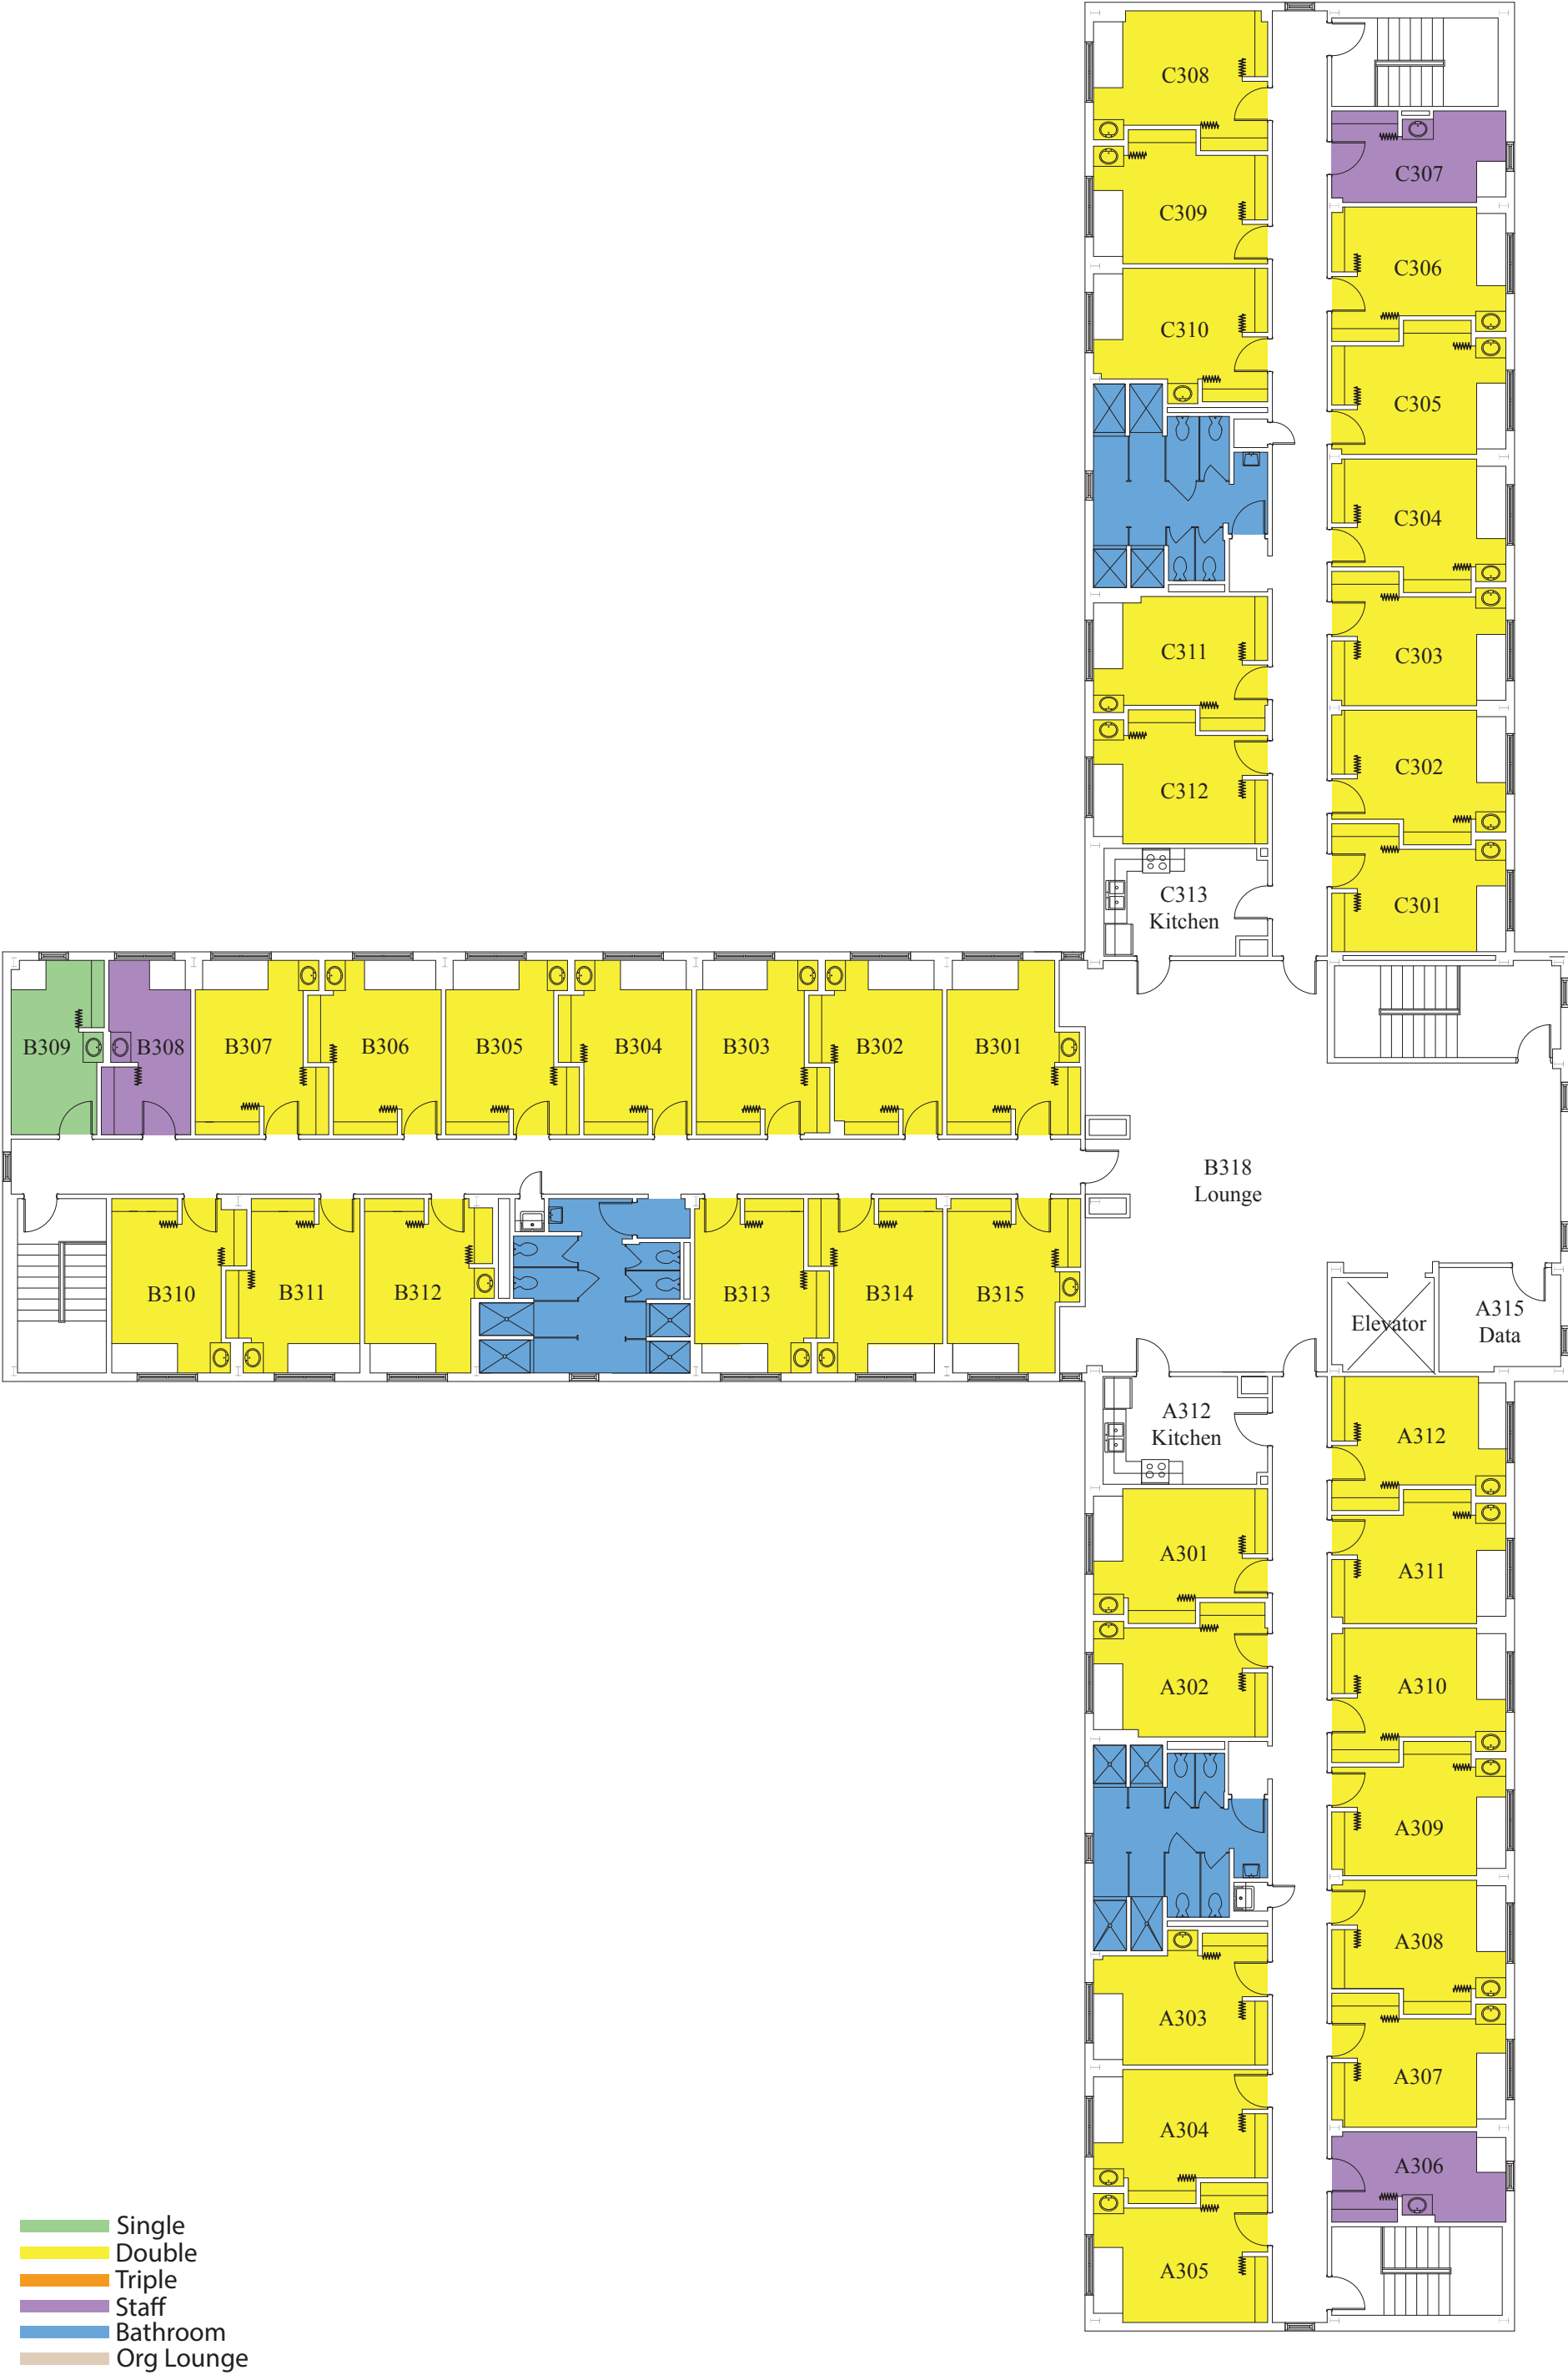 C308
C307
C309
C306
C310
C305
C304
C311
C303
C312
C302
C313
Kitchen
C301
B309
B308
B307
B306
B305
B304
B303
B302
B301
B318
Lounge
B310
B311
B312
B313
B314
B315
Elevator
A315
Data
A312
Kitchen
A312
A301
A311
A302
A310
A309
A308
A303
A307
A304
A306
A305
Single
Double
Triple
Staff
Bathroom
Org Lounge